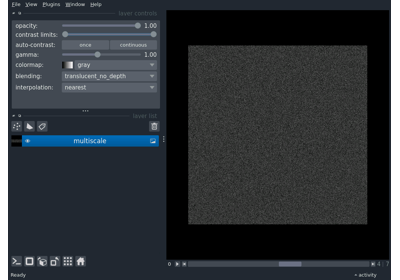 File View Plugins Window Help
layer controls
opacity: 1.00
contrast limits:
auto-contrast: once continuous
gamma: 1.00
colormap: gray
blending: translucent_no_depth
interpolation: nearest
layer list
multiscale
Ready
activity